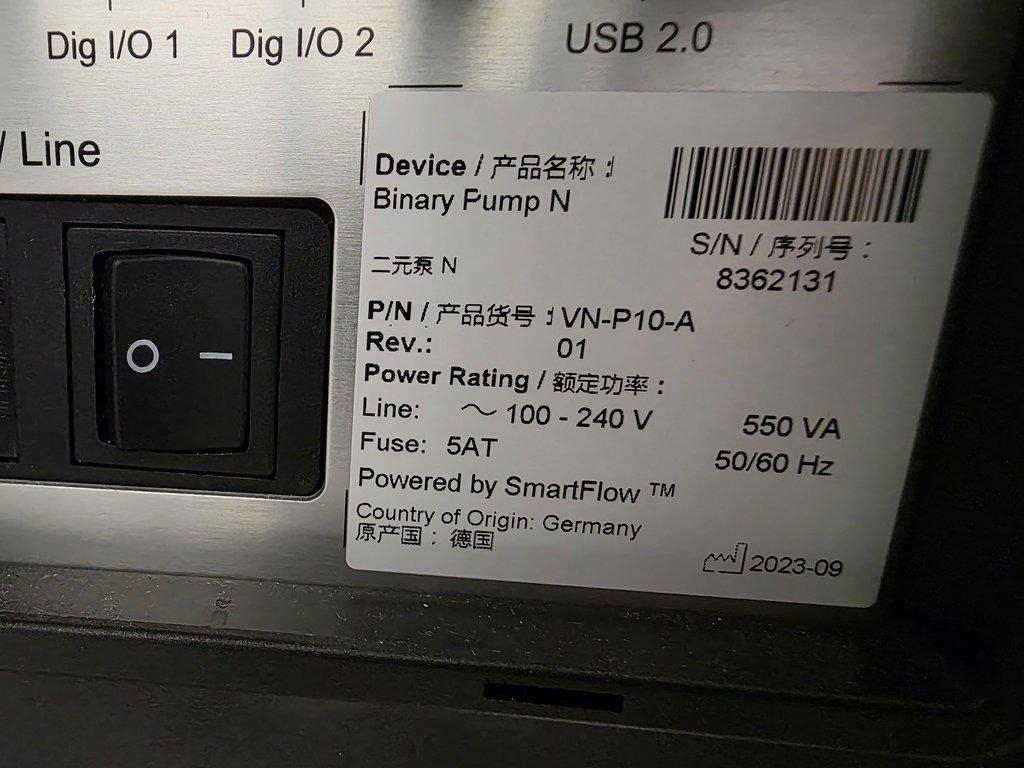 Dig I/O 1 Dig I/O 2 USB 2.0
/ Line
Device / 产品名称 :
Binary Pump N
二元泵 N
S/N / 序列号 :
8362131
P/N / 产品货号 : VN-P10-A
Rev.: 01
Power Rating / 额定功率 :
Line: ～ 100 - 240 V 550 VA
Fuse: 5AT 50/60 Hz
Powered by SmartFlow ™
Country of Origin: Germany
原产国 : 德国
2023-09
O –